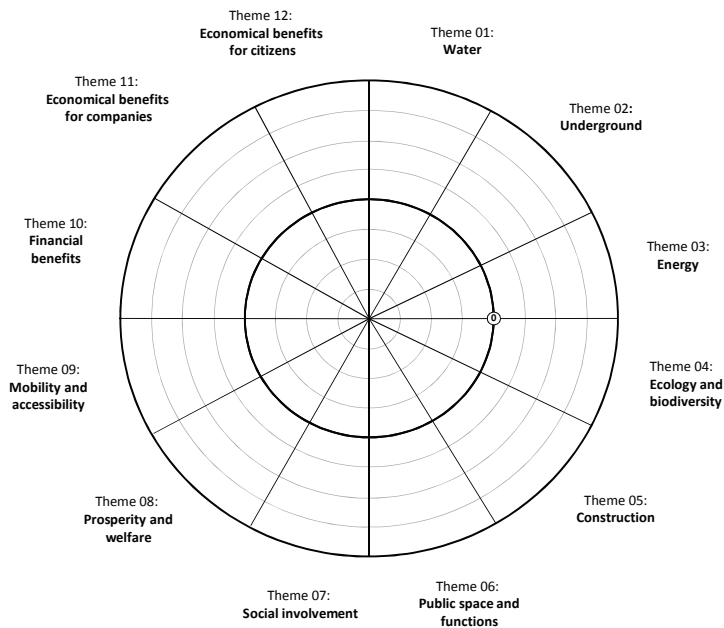 Theme 12:
Economical benefits
for citizens
Theme 01:
Water
Theme 11:
Economical benefits
for companies
Theme 02:
Underground
Theme 10:
Financial
benefits
Theme 03:
Energy
0
Theme 09:
Mobility and
accessibility
Theme 04:
Ecology and
biodiversity
Theme 08:
Prosperity and
welfare
Theme 05:
Construction
Theme 07:
Social involvement
Theme 06:
Public space and
functions